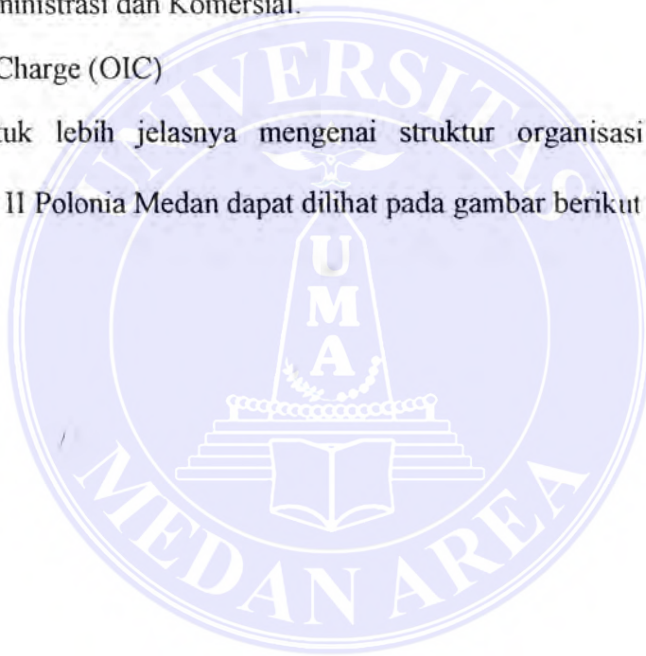 ministrasi dan Komersial.
Charge (OIC)
tuk lebih jelasnya mengenai struktur organisasi
II Polonia Medan dapat dilihat pada gambar berikut
UNIVERSITAS
U
M
A
MEDAN AREA